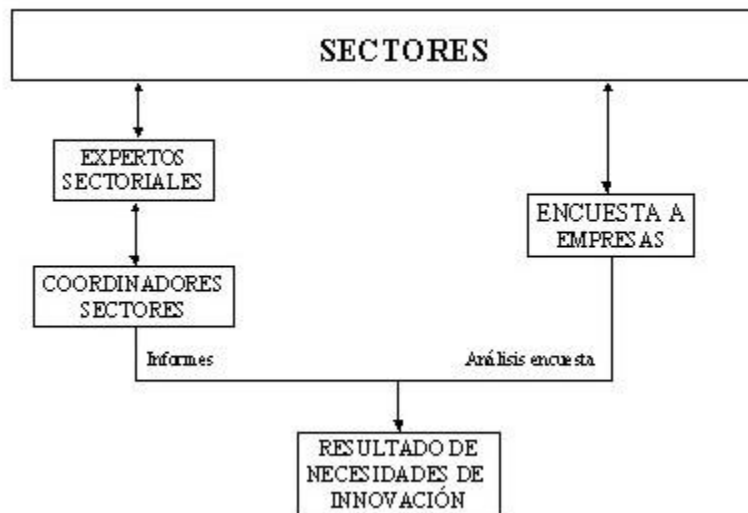 SECTORES
EXPERTOS
SECTORIALES
ENCUESTA A
EMPRESAS
COORDINADORES
SECTORES
Informes
Análisis encuesta
RESULTADO DE
NECESIDADES DE
INNOVACIÓN